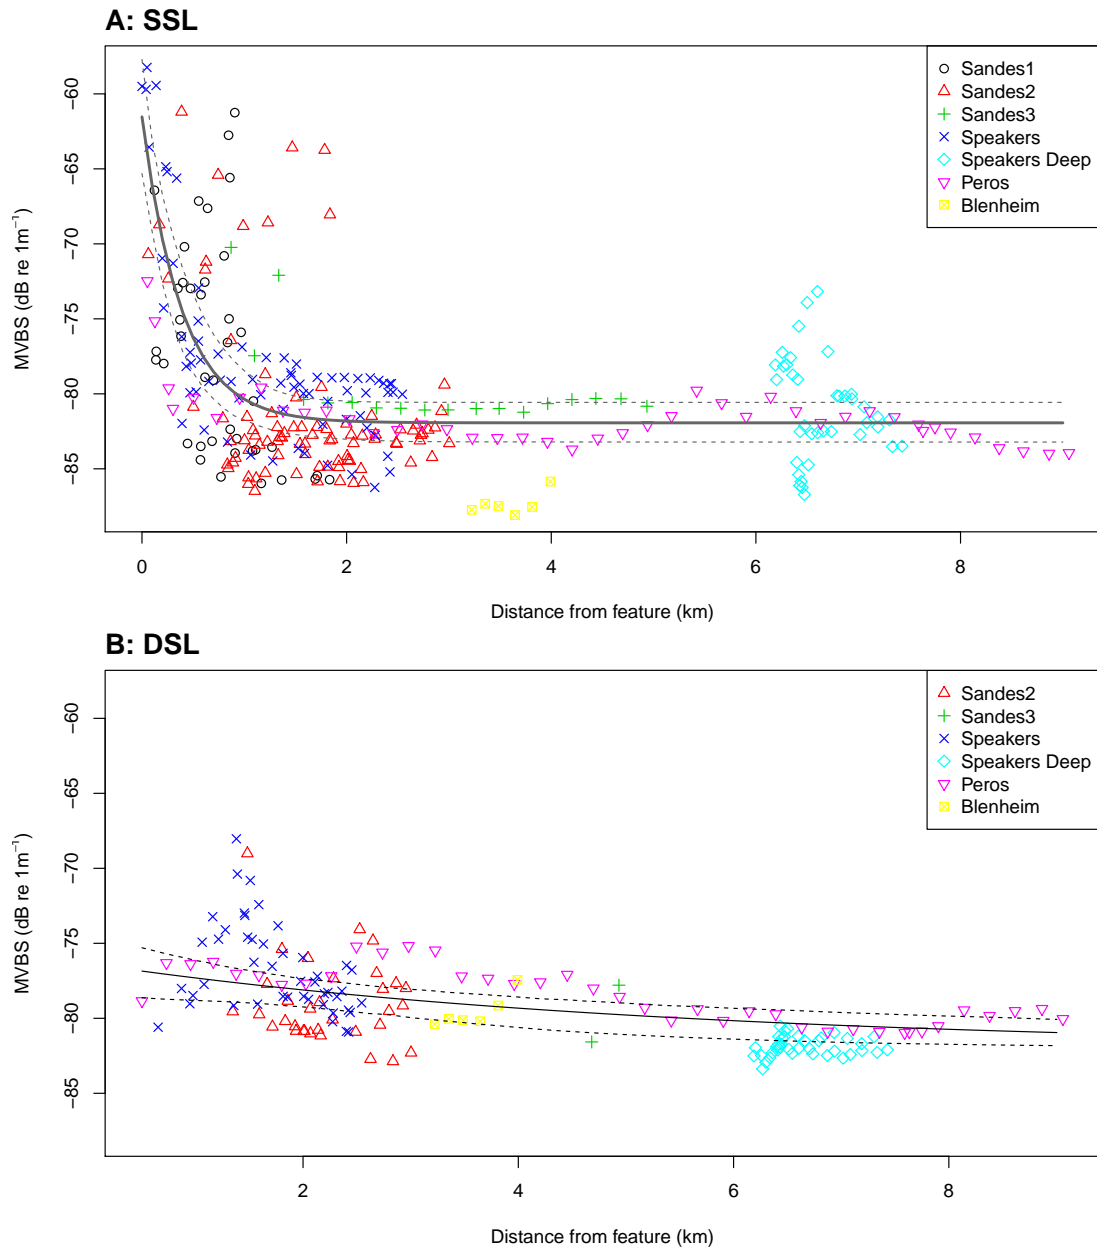 A: SSL
−60
−65
−70
−75
−80
−85
MVBS (dB re 1m⁻¹)
Sandes1
Sandes2
Sandes3
Speakers
Speakers Deep
Peros
Blenheim
0 2 4 6 8
Distance from feature (km)
B: DSL
−60
−65
−70
−75
−80
−85
MVBS (dB re 1m⁻¹)
Sandes2
Sandes3
Speakers
Speakers Deep
Peros
Blenheim
2 4 6 8
Distance from feature (km)